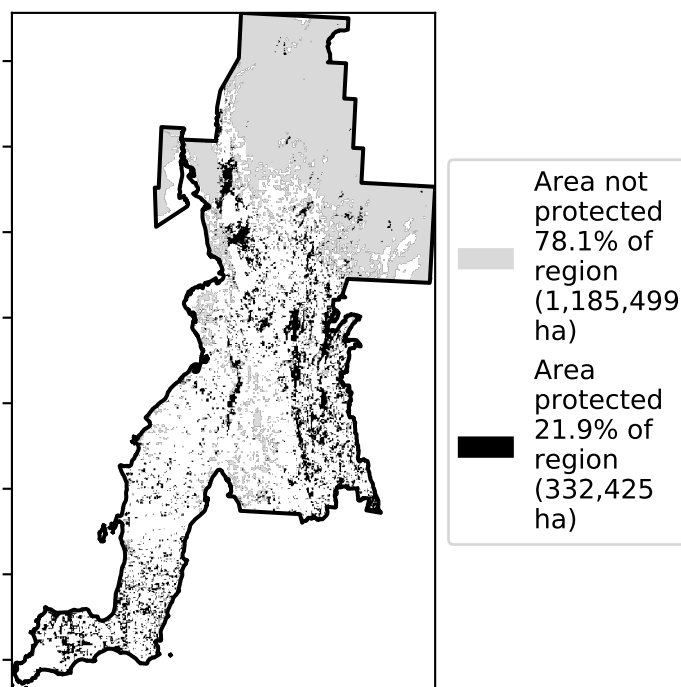 Area not
protected
78.1% of
region
(1,185,499
ha)
Area
protected
21.9% of
region
(332,425
ha)